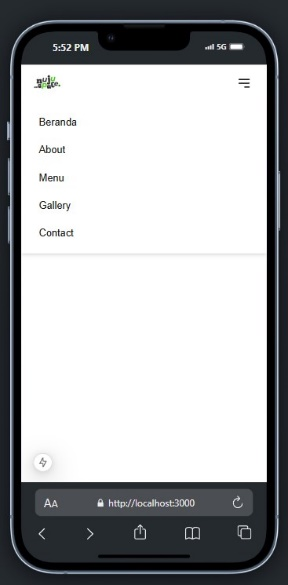 5:52 PM
5G
Beranda
About
Menu
Gallery
Contact
AA
http://localhost:3000